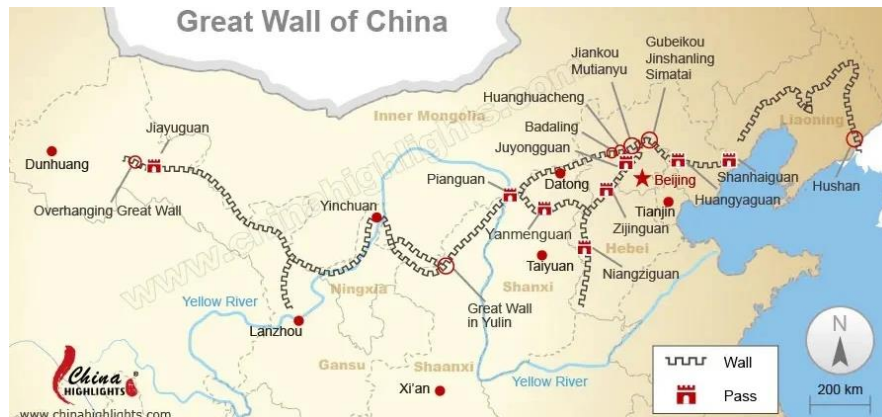 Great Wall of China
Gubeikou
Jinshanling
Simatai
Jiankou
Mutianyu
Huanghuacheng
Inner Mongolia
Liaoning
Badaling
Jiayuguan
Juyongguan
Dunhuang
Pianguan
Datong
Beijing
Shanhaiguan
Hushan
Overhanging Great Wall
Yinchuan
Tianjin
Huangyaguan
Zijinguan
Yanmenguan
Hebei
Taiyuan
Niangziguan
Ningxia
Shanxi
Yellow River
Great Wall
in Yulin
Lanzhou
Gansu
Shaanxi
Yellow River
Xi'an
N
200 km
Wall
Pass
China
HIGHLIGHTS
®
www.chinahighlights.com
www.chinahighlights.com